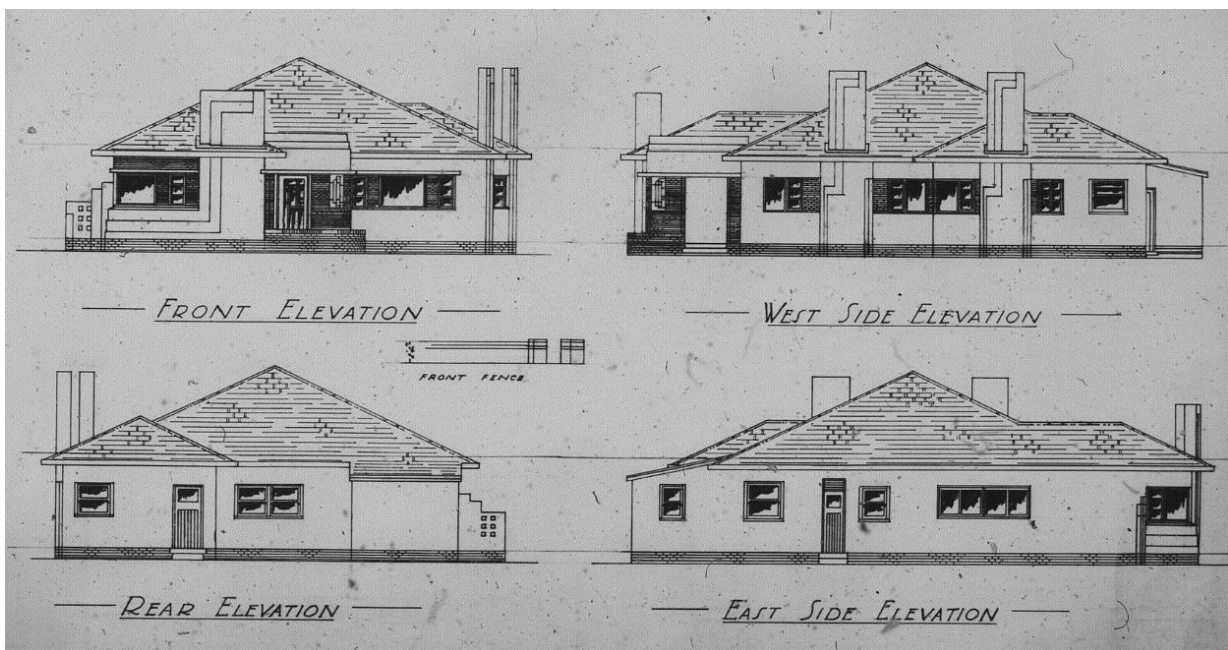 FRONT ELEVATION
WEST SIDE ELEVATION
FRONT FENCE
REAR ELEVATION
EAST SIDE ELEVATION